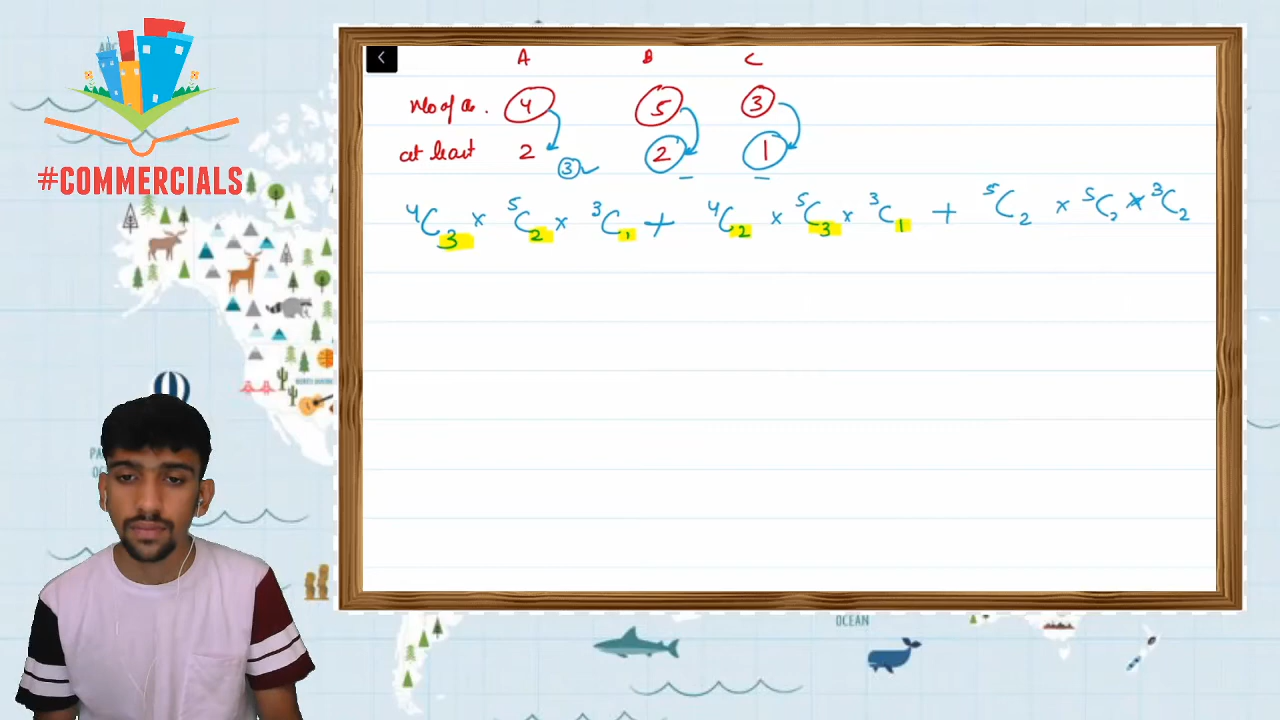 #COMMERCIALS
A B C
No of Q. 4 5 3
at least 2 3 2 1
⁴C₃ × ⁵C₂ × ³C₁ + ⁴C₂ × ⁵C₃ × ³C₁ + ⁵C₂ × ⁵C₂ × ³C₂
OCEAN